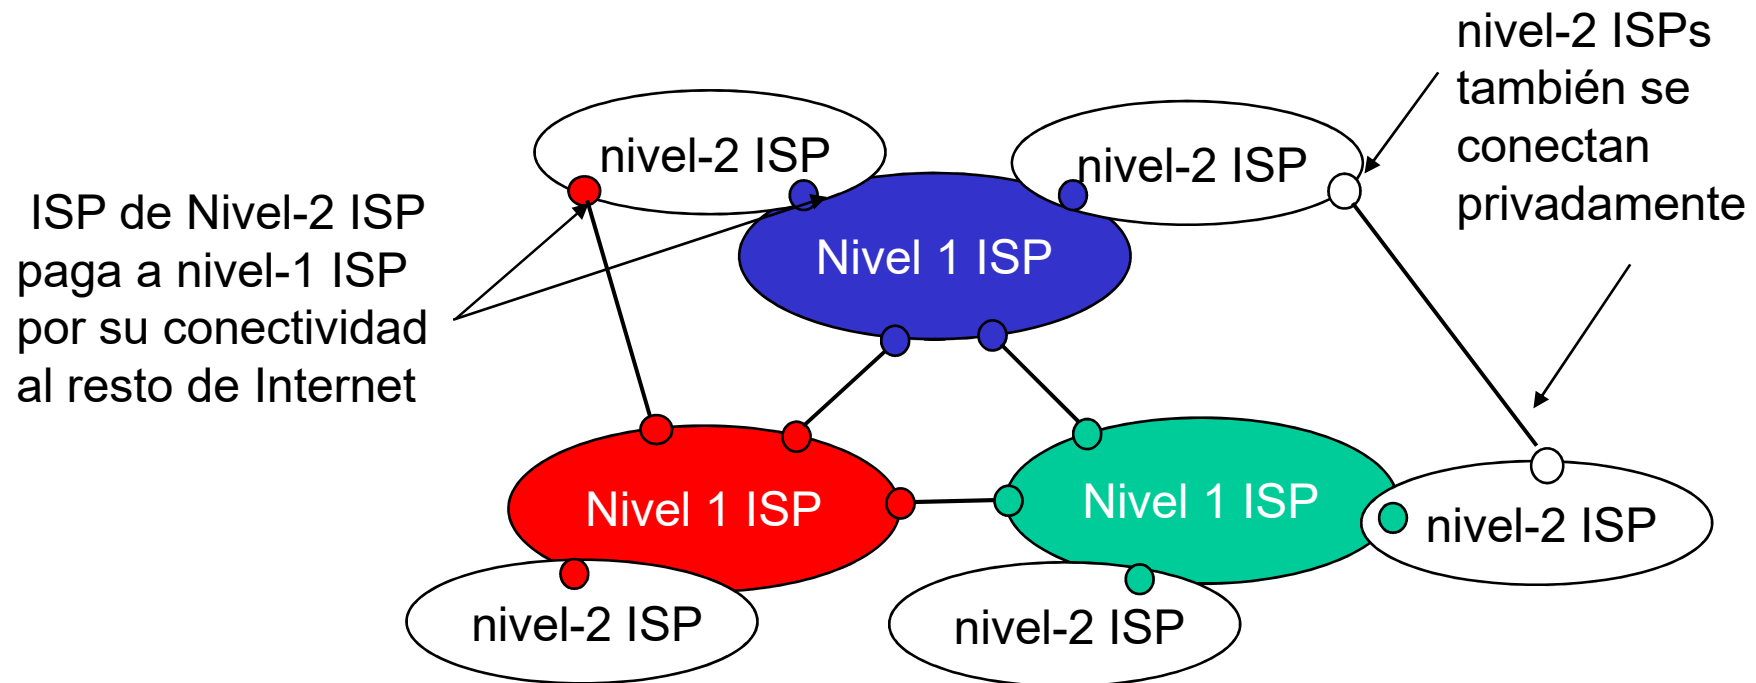 nivel-2 ISPs
también se
conectan
privadamente
nivel-2 ISP
nivel-2 ISP
ISP de Nivel-2 ISP
paga a nivel-1 ISP
por su conectividad
al resto de Internet
Nivel 1 ISP
Nivel 1 ISP
Nivel 1 ISP
nivel-2 ISP
nivel-2 ISP
nivel-2 ISP